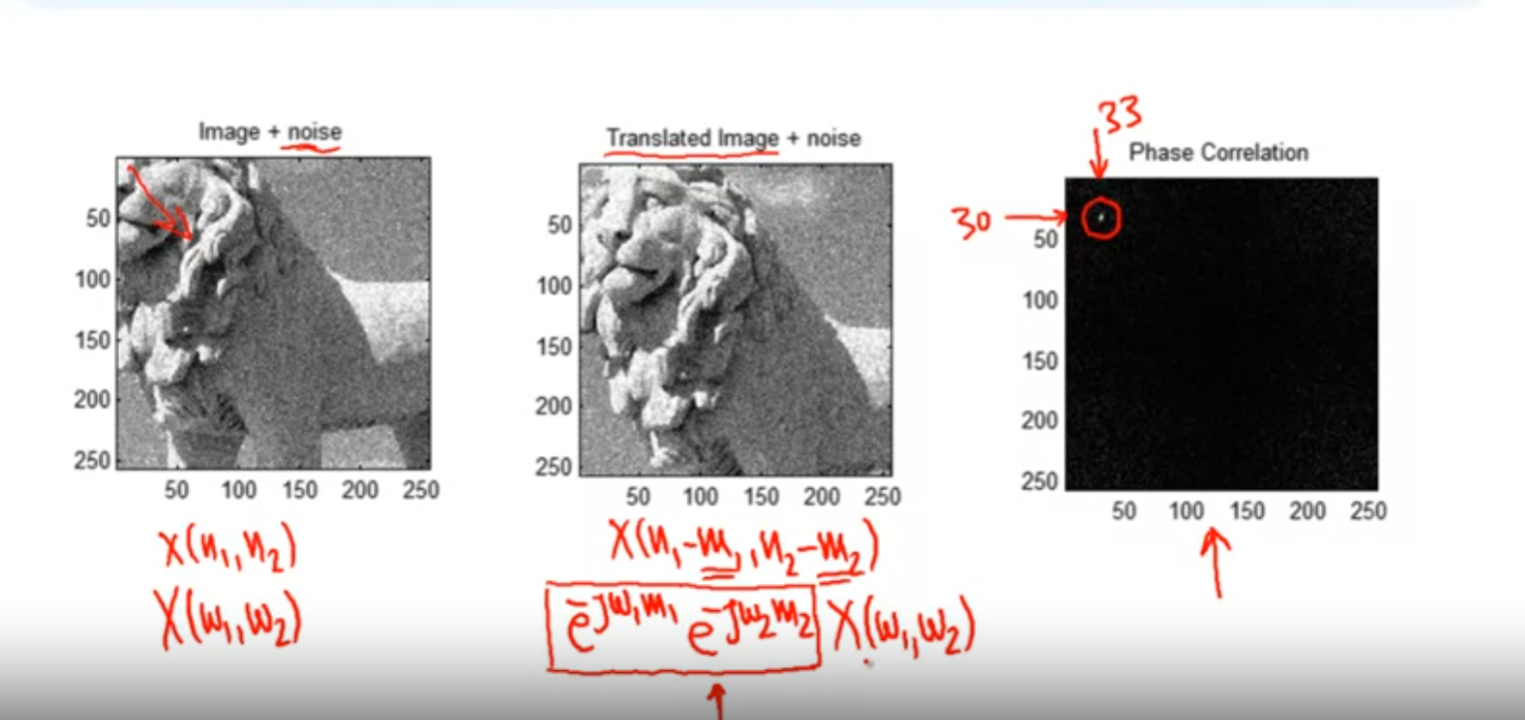 Image + noise
50
100
150
200
250
50 100 150 200 250
x(n₁,n₂)
X(ω₁,ω₂)
Translated Image + noise
50
100
150
200
250
50 100 150 200 250
x(n₁-m₁,n₂-m₂)
e^-jω₁m₁ e^-jω₂m₂ X(ω₁,ω₂)
33
Phase Correlation
30
50
100
150
200
250
50 100 150 200 250